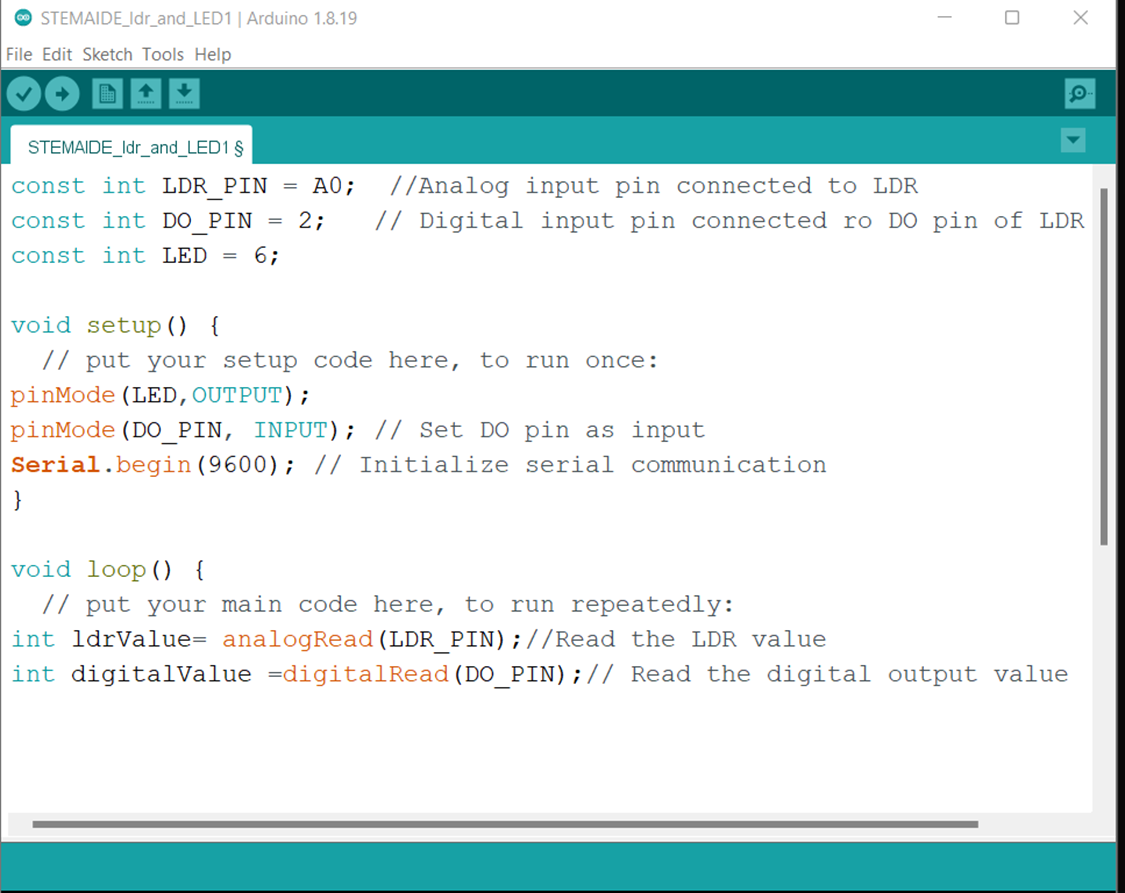 STEMAIDE_ldr_and_LED1 | Arduino 1.8.19
File Edit Sketch Tools Help
STEMAIDE_ldr_and_LED1 §
const int LDR_PIN = A0;  //Analog input pin connected to LDR
const int DO_PIN = 2;   // Digital input pin connected ro DO pin of LDR
const int LED = 6;
void setup() {
  // put your setup code here, to run once:
pinMode(LED,OUTPUT);
pinMode(DO_PIN, INPUT); // Set DO pin as input
Serial.begin(9600); // Initialize serial communication
}
void loop() {
  // put your main code here, to run repeatedly:
int ldrValue= analogRead(LDR_PIN);//Read the LDR value
int digitalValue =digitalRead(DO_PIN);// Read the digital output value